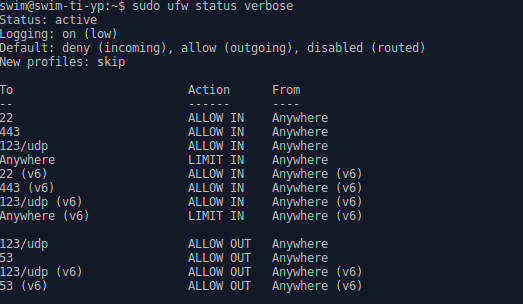 swim@swim-ti-yp:~$ sudo ufw status verbose
Status: active
Logging: on (low)
Default: deny (incoming), allow (outgoing), disabled (routed)
New profiles: skip
To                         Action      From
--                         ------      ----
22                         ALLOW IN    Anywhere
443                        ALLOW IN    Anywhere
123/udp                    ALLOW IN    Anywhere
Anywhere                   LIMIT IN    Anywhere
22 (v6)                    ALLOW IN    Anywhere (v6)
443 (v6)                   ALLOW IN    Anywhere (v6)
123/udp (v6)               ALLOW IN    Anywhere (v6)
Anywhere (v6)              LIMIT IN    Anywhere (v6)
123/udp                    ALLOW OUT   Anywhere
53                         ALLOW OUT   Anywhere
123/udp (v6)               ALLOW OUT   Anywhere (v6)
53 (v6)                    ALLOW OUT   Anywhere (v6)